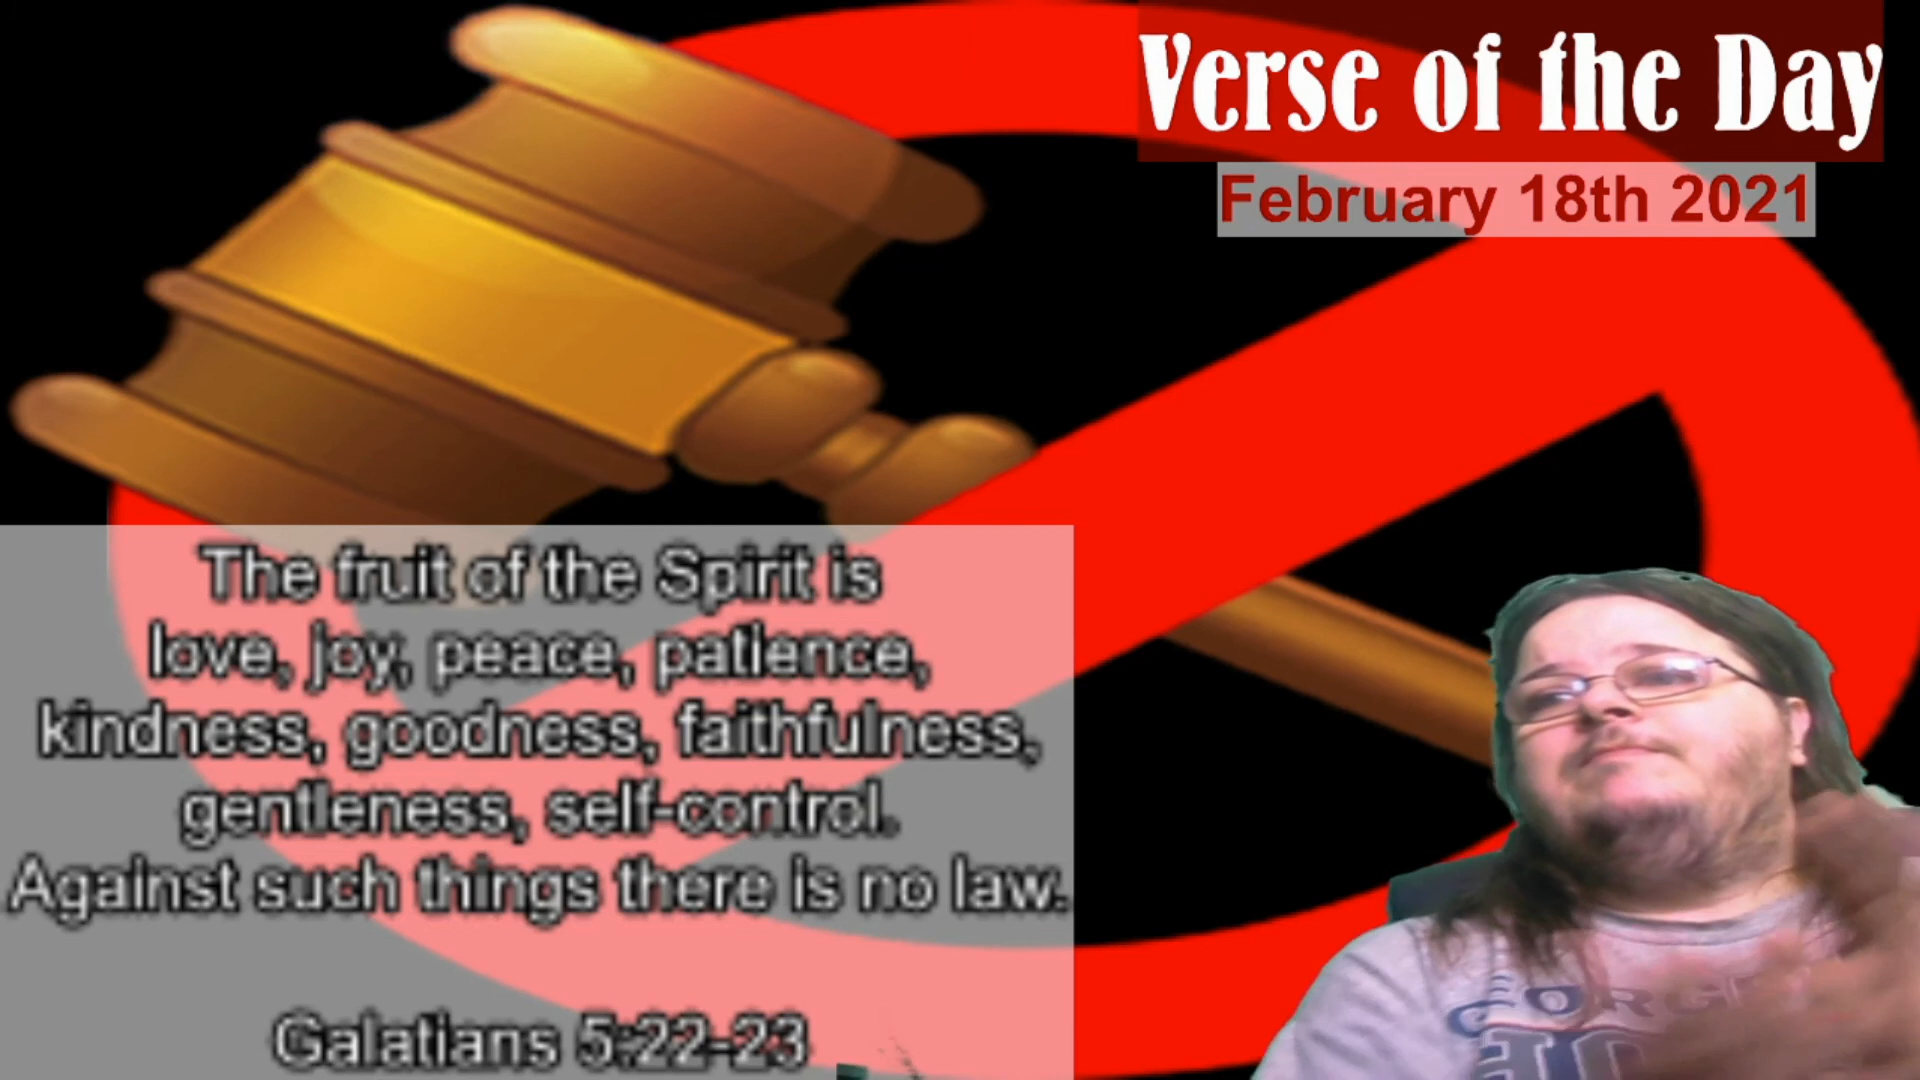 Verse of the Day
February 18th 2021
The fruit of the Spirit is
love, joy, peace, patience,
kindness, goodness, faithfulness,
gentleness, self-control.
Against such things there is no law.
Galatians 5:22-23